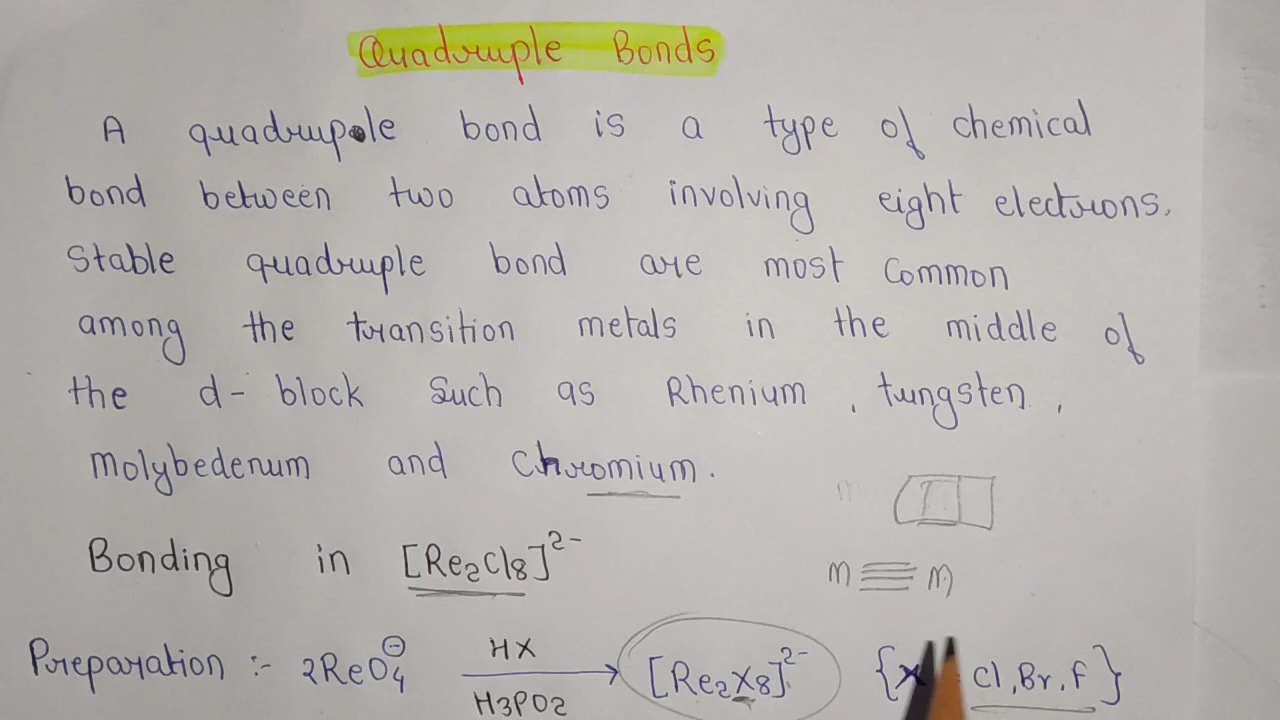 Quadruple Bonds
A quadrupole bond is a type of chemical
bond between two atoms involving eight electrons.
Stable quadruple bond are most common
among the transition metals in the middle of
the d-block such as Rhenium, tungsten,
Molybedenum and Chromium.
Bonding in [Re₂Cl₈]²⁻
m ≣ m
Preparation :- 2ReO₄⊖ HX → H₃PO₂ [Re₂X₈]²⁻ {X Cl, Br, F}